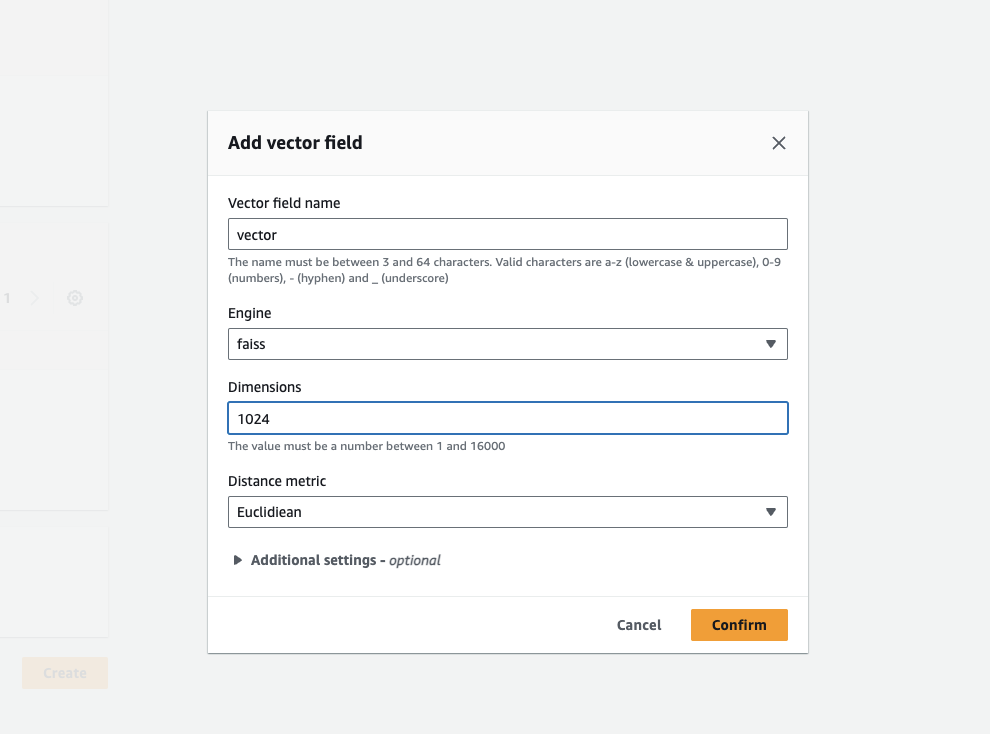 Add vector field
Vector field name
vector
The name must be between 3 and 64 characters. Valid characters are a-z (lowercase & uppercase), 0-9
(numbers), - (hyphen) and _ (underscore)
Engine
1
faiss
Dimensions
1024
The value must be a number between 1 and 16000
Distance metric
Euclidiean
Additional settings - optional
Cancel
Confirm
Create